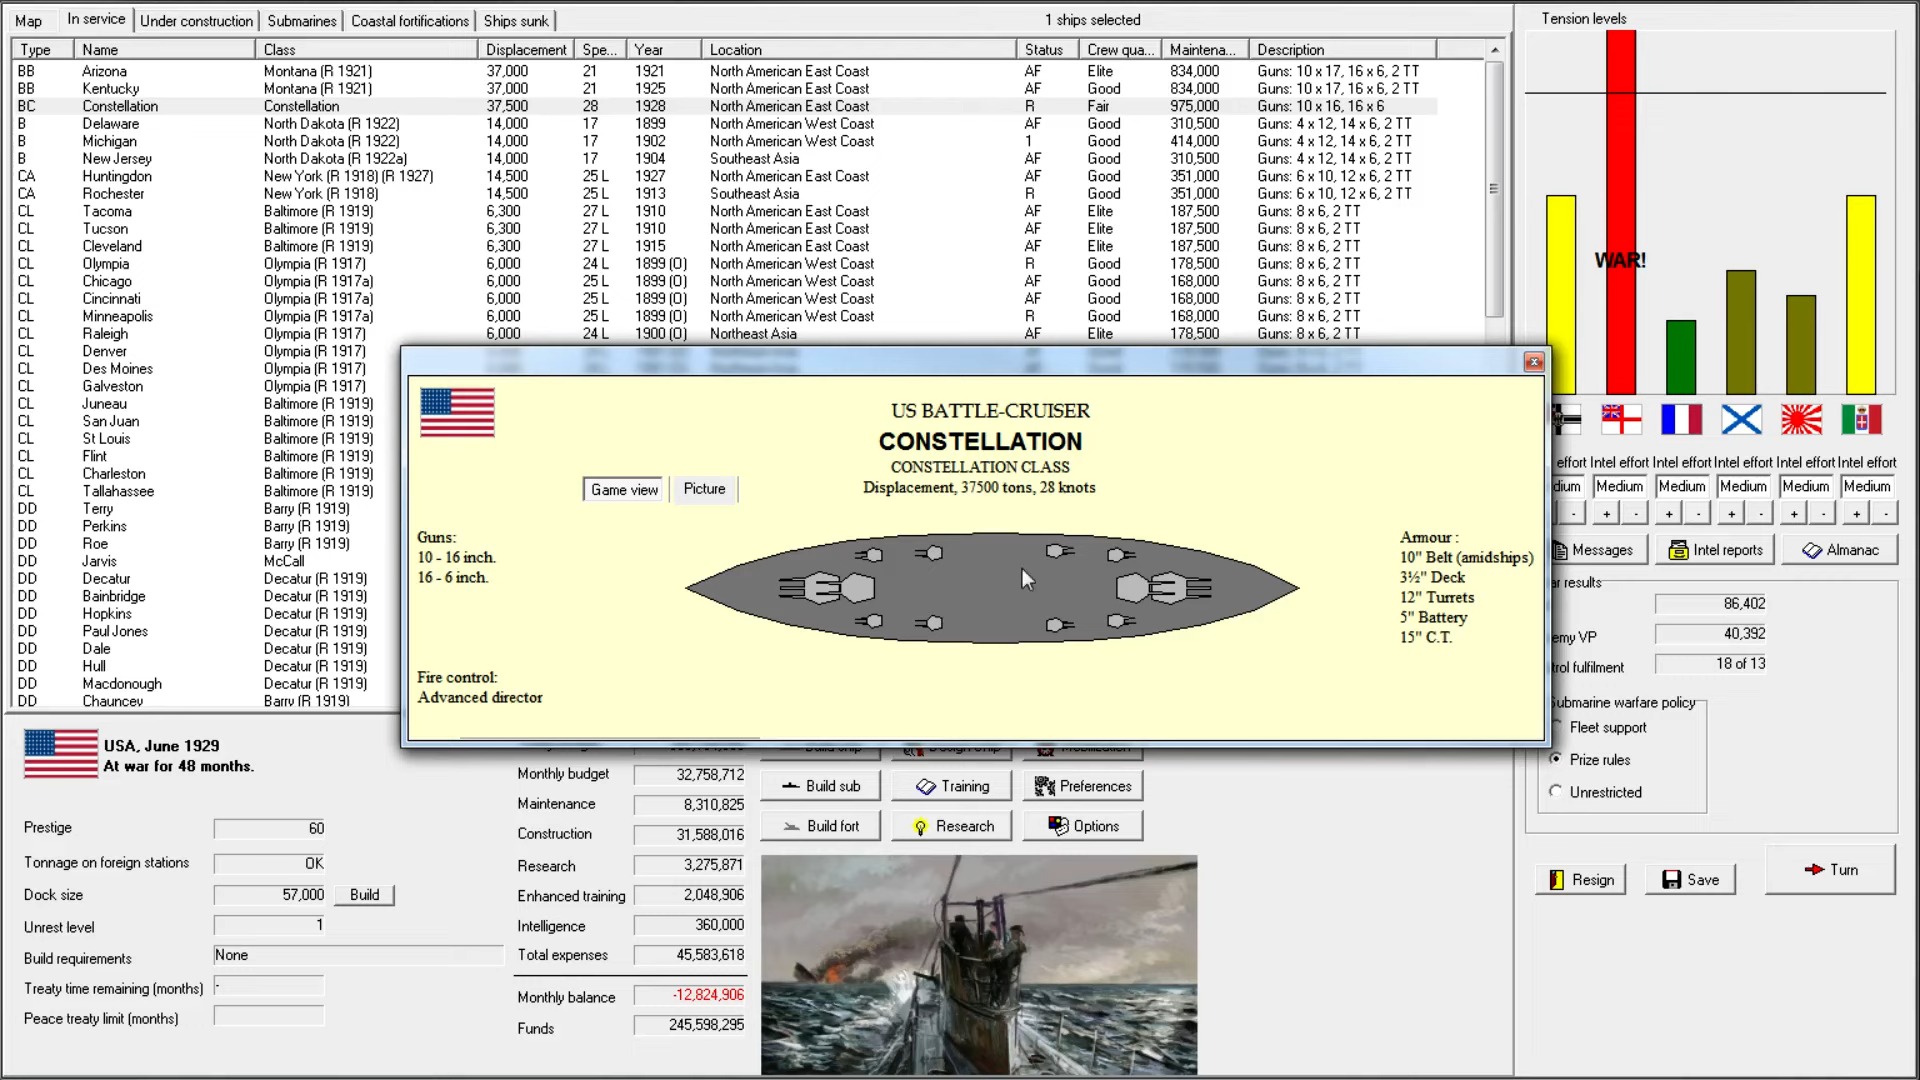 Map In service Under construction Submarines Coastal fortifications Ships sunk 1 ships selected Tension levels
Type Name Class Displacement Spe... Year Location Status Crew qua... Maintena... Description
BB Arizona Montana (R 1921) 37,000 21 1921 North American East Coast AF Elite 834,000 Guns: 10 x 17, 16 x 6, 2 TT
BB Kentucky Montana (R 1921) 37,000 21 1925 North American East Coast AF Good 834,000 Guns: 10 x 17, 16 x 6, 2 TT
BC Constellation Constellation 37,500 28 1928 North American East Coast R Fair 975,000 Guns: 10 x 16, 16 x 6
B Delaware North Dakota (R 1922) 14,000 17 1899 North American West Coast AF Good 310,500 Guns: 4 x 12, 14 x 6, 2 TT
B Michigan North Dakota (R 1922) 14,000 17 1902 North American West Coast 1 Good 414,000 Guns: 4 x 12, 14 x 6, 2 TT
B New Jersey North Dakota (R 1922a) 14,000 17 1904 Southeast Asia AF Good 310,500 Guns: 4 x 12, 14 x 6, 2 TT
CA Huntingdon New York (R 1918) (R 1927) 14,500 25 L 1927 North American East Coast AF Good 351,000 Guns: 6 x 10, 12 x 6, 2 TT
CA Rochester New York (R 1918) 14,500 25 L 1913 Southeast Asia R Good 351,000 Guns: 6 x 10, 12 x 6, 2 TT
CL Tacoma Baltimore (R 1919) 6,300 27 L 1910 North American East Coast AF Elite 187,500 Guns: 8 x 6, 2 TT
CL Tucson Baltimore (R 1919) 6,300 27 L 1910 North American East Coast AF Elite 187,500 Guns: 8 x 6, 2 TT
CL Cleveland Baltimore (R 1919) 6,300 27 L 1915 North American East Coast AF Elite 187,500 Guns: 8 x 6, 2 TT
CL Olympia Olympia (R 1917) 6,000 24 L 1899 (O) North American West Coast R Good 178,500 Guns: 8 x 6, 2 TT
CL Chicago Olympia (R 1917a) 6,000 25 L 1899 (O) North American West Coast AF Good 168,000 Guns: 8 x 6, 2 TT
CL Cincinnati Olympia (R 1917a) 6,000 25 L 1899 (O) North American West Coast AF Good 168,000 Guns: 8 x 6, 2 TT
CL Minneapolis Olympia (R 1917a) 6,000 25 L 1899 (O) North American West Coast R Good 168,000 Guns: 8 x 6, 2 TT
CL Raleigh Olympia (R 1917) 6,000 24 L 1900 (O) Northeast Asia AF Elite 178,500 Guns: 8 x 6, 2 TT
CL Denver Olympia (R 1917)
CL Des Moines Olympia (R 1917)
CL Galveston Olympia (R 1917)
CL Juneau Baltimore (R 1919)
CL San Juan Baltimore (R 1919)
CL St Louis Baltimore (R 1919)
CL Flint Baltimore (R 1919)
CL Charleston Baltimore (R 1919)
CL Tallahassee Baltimore (R 1919)
DD Terry Barry (R 1919)
DD Perkins Barry (R 1919)
DD Roe Barry (R 1919)
DD Jarvis McCall
DD Decatur Decatur (R 1919)
DD Bainbridge Decatur (R 1919)
DD Hopkins Decatur (R 1919)
DD Paul Jones Decatur (R 1919)
DD Dale Decatur (R 1919)
DD Hull Decatur (R 1919)
DD Macdonough Decatur (R 1919)
DD Chauncey Barry (R 1919)
WAR!
US BATTLE-CRUISER
CONSTELLATION
CONSTELLATION CLASS
Displacement, 37500 tons, 28 knots
Game view Picture
Guns:
10 - 16 inch.
16 - 6 inch.
Armour :
10" Belt (amidships)
3½" Deck
12" Turrets
5" Battery
15" C.T.
Fire control:
Advanced director
effort Intel effort Intel effort Intel effort Intel effort Intel effort
dium Medium Medium Medium Medium Medium
- + - + - + - + - + -
Messages Intel reports Almanac
ar results
86,402
emy VP 40,392
trol fulfilment 18 of 13
Submarine warfare policy
Fleet support
Prize rules
Unrestricted
Resign Save Turn
USA, June 1929
At war for 48 months.
Prestige 60
Tonnage on foreign stations OK
Dock size 57,000 Build
Unrest level 1
Build requirements None
Treaty time remaining (months) -
Peace treaty limit (months)
Monthly budget 32,758,712
Maintenance 8,310,825
Construction 31,588,016
Research 3,275,871
Enhanced training 2,048,906
Intelligence 360,000
Total expenses 45,583,618
Monthly balance -12,824,906
Funds 245,598,295
Build ship Design ship Mobilization
Build sub Training Preferences
Build fort Research Options